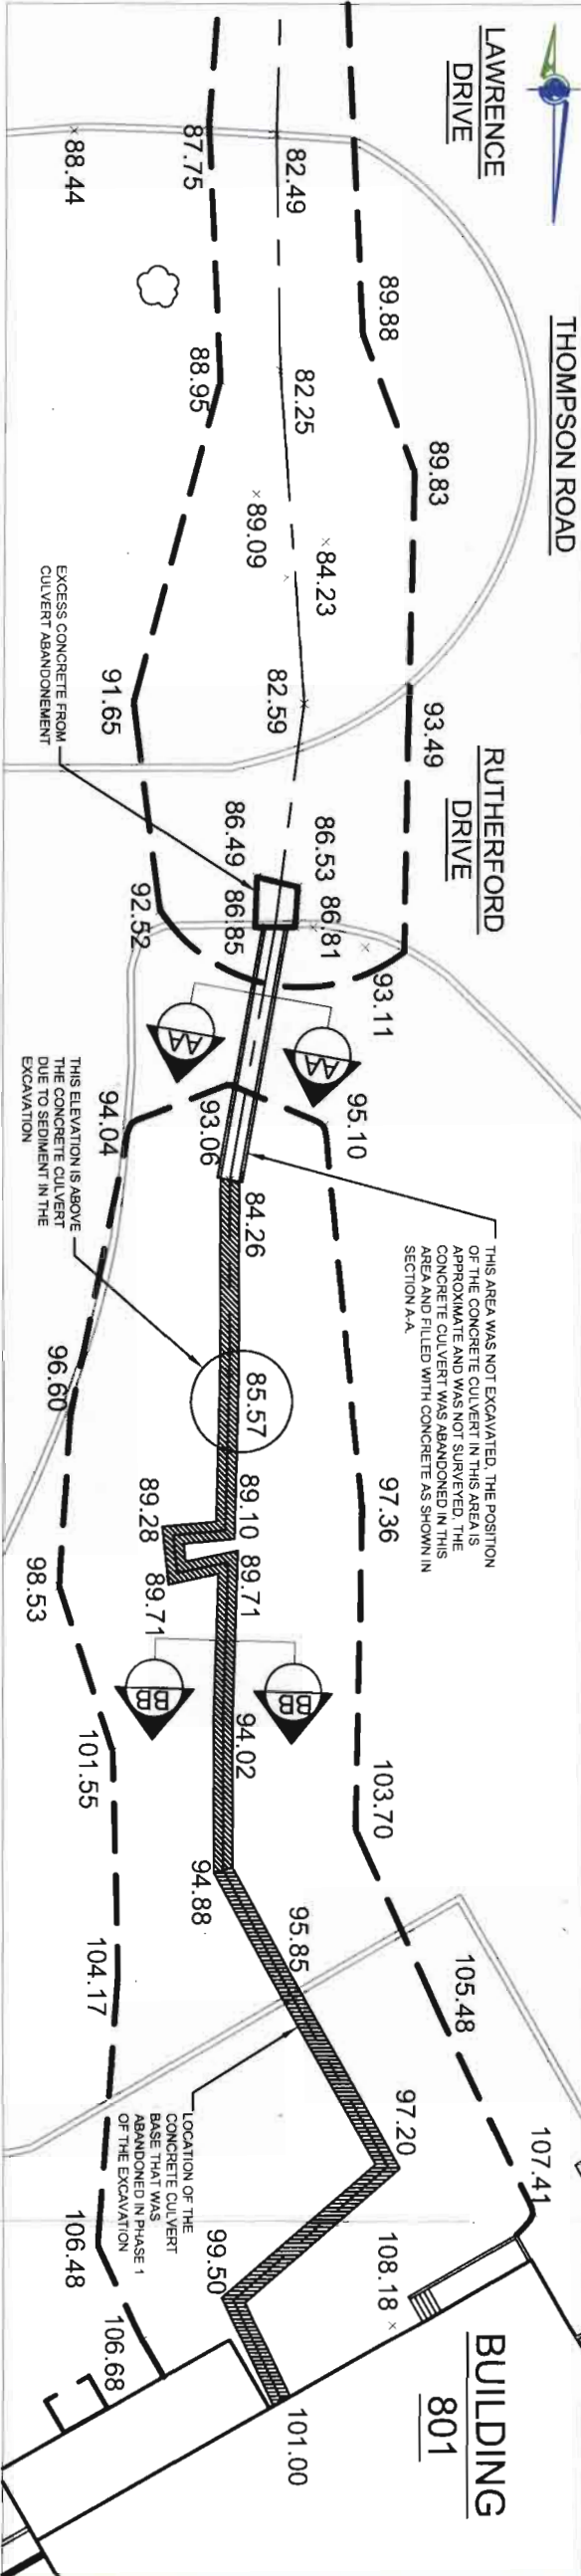 LAWRENCE
DRIVE
THOMPSON ROAD
RUTHERFORD
DRIVE
BUILDING
801
87.75
82.49
88.44
89.88
88.95
82.25
89.83
89.09
84.23
91.65
82.59
93.49
EXCESS CONCRETE FROM
CULVERT ABANDONEMENT
86.49
86.53
86.85
86.81
92.52
93.11
AA
AA
95.10
93.06
94.04
84.26
THIS ELEVATION IS ABOVE
THE CONCRETE CULVERT
DUE TO SEDIMENT IN THE
EXCAVATION
THIS AREA WAS NOT EXCAVATED, THE POSITION
OF THE CONCRETE CULVERT IN THIS AREA IS
APPROXIMATE AND WAS NOT SURVEYED, THE
CONCRETE CULVERT WAS ABANDONED IN THIS
AREA AND FILLED WITH CONCRETE AS SHOWN IN
SECTION A-A.
85.57
96.60
97.36
89.10
89.28
89.71
89.71
98.53
BB
BB
94.02
101.55
103.70
94.88
95.85
104.17
105.48
LOCATION OF THE
CONCRETE CULVERT
BASE THAT WAS
ABANDONED IN PHASE 1
OF THE EXCAVATION
97.20
107.41
99.50
106.48
108.18
106.68
101.00